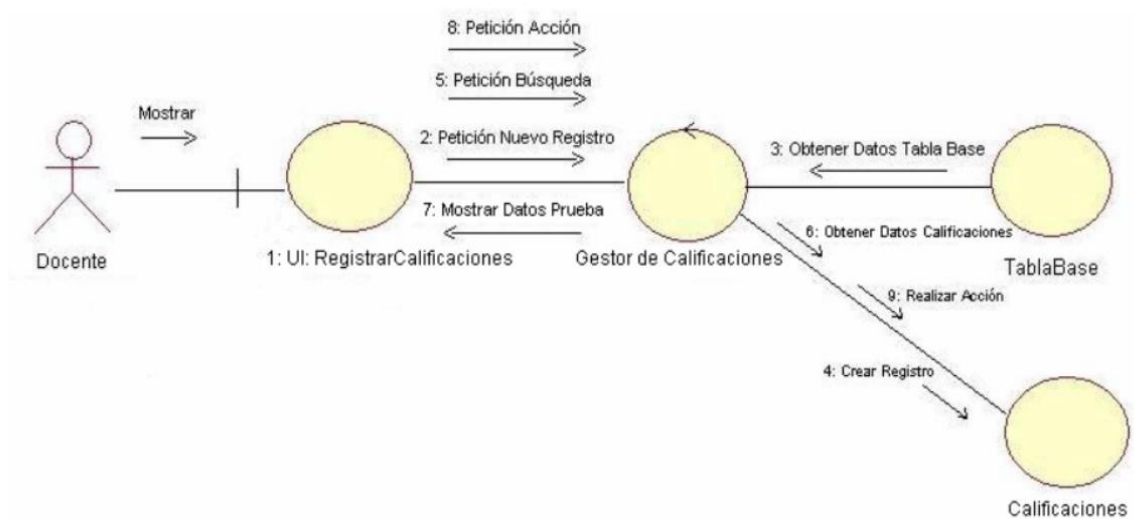 8: Petición Acción
5: Petición Búsqueda
Mostrar
2: Petición Nuevo Registro
3: Obtener Datos Tabla Base
7: Mostrar Datos Prueba
6: Obtener Datos Calificaciones
Docente
1: UI: RegistrarCalificaciones
Gestor de Calificaciones
TablaBase
9: Realizar Acción
4: Crear Registro
Calificaciones